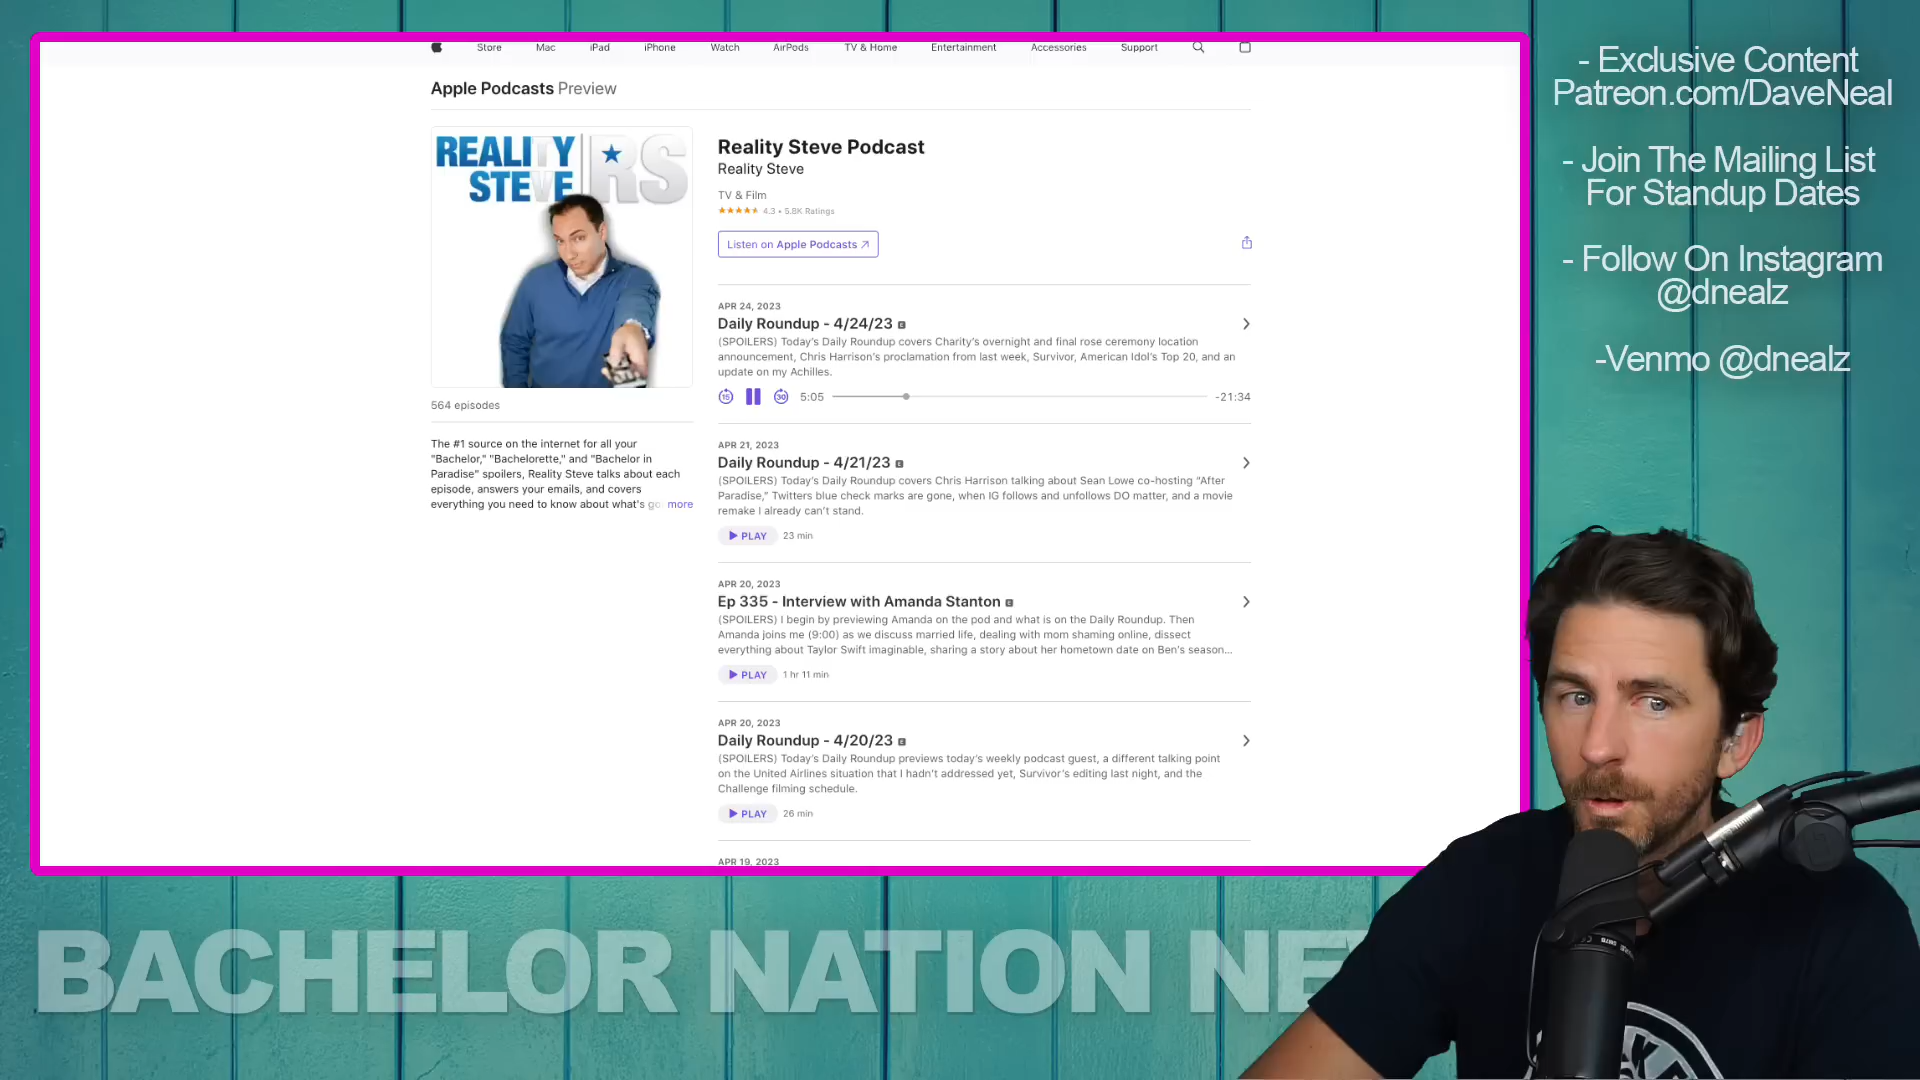 Store Mac iPad iPhone Watch AirPods TV & Home Entertainment Accessories Support
Apple Podcasts Preview
REALITY STEVE RS
564 episodes
The #1 source on the internet for all your
"Bachelor," "Bachelorette," and "Bachelor in
Paradise" spoilers, Reality Steve talks about each
episode, answers your emails, and covers
everything you need to know about what's go more
Reality Steve Podcast
Reality Steve
TV & Film
4.3 • 5.8K Ratings
Listen on Apple Podcasts ↗
APR 24, 2023
Daily Roundup - 4/24/23 E
(SPOILERS) Today's Daily Roundup covers Charity's overnight and final rose ceremony location
announcement, Chris Harrison's proclamation from last week, Survivor, American Idol's Top 20, and an
update on my Achilles.
15 30 5:05 -21:34
APR 21, 2023
Daily Roundup - 4/21/23 E
(SPOILERS) Today's Daily Roundup covers Chris Harrison talking about Sean Lowe co-hosting "After
Paradise," Twitters blue check marks are gone, when IG follows and unfollows DO matter, and a movie
remake I already can't stand.
PLAY 23 min
APR 20, 2023
Ep 335 - Interview with Amanda Stanton E
(SPOILERS) I begin by previewing Amanda on the pod and what is on the Daily Roundup. Then
Amanda joins me (9:00) as we discuss married life, dealing with mom shaming online, dissect
everything about Taylor Swift imaginable, sharing a story about her hometown date on Ben's season...
PLAY 1 hr 11 min
APR 20, 2023
Daily Roundup - 4/20/23 E
(SPOILERS) Today's Daily Roundup previews today's weekly podcast guest, a different talking point
on the United Airlines situation that I hadn't addressed yet, Survivor's editing last night, and the
Challenge filming schedule.
PLAY 26 min
APR 19, 2023
- Exclusive Content
Patreon.com/DaveNeal
- Join The Mailing List
For Standup Dates
- Follow On Instagram
@dnealz
-Venmo @dnealz
BACHELOR NATION NE